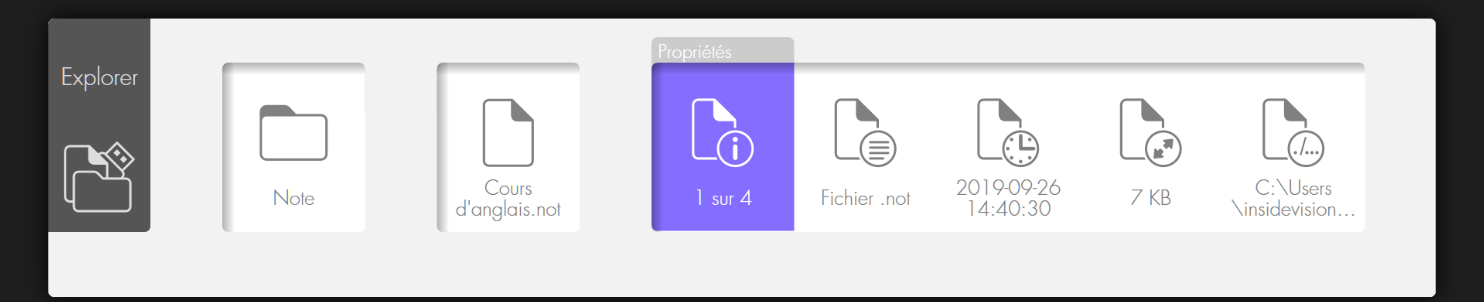 Propriétés
Explorer
Note
Cours
d'anglais.not
1 sur 4
Fichier .not
2019-09-26
14:40:30
7 KB
C:\Users
\insidevision...